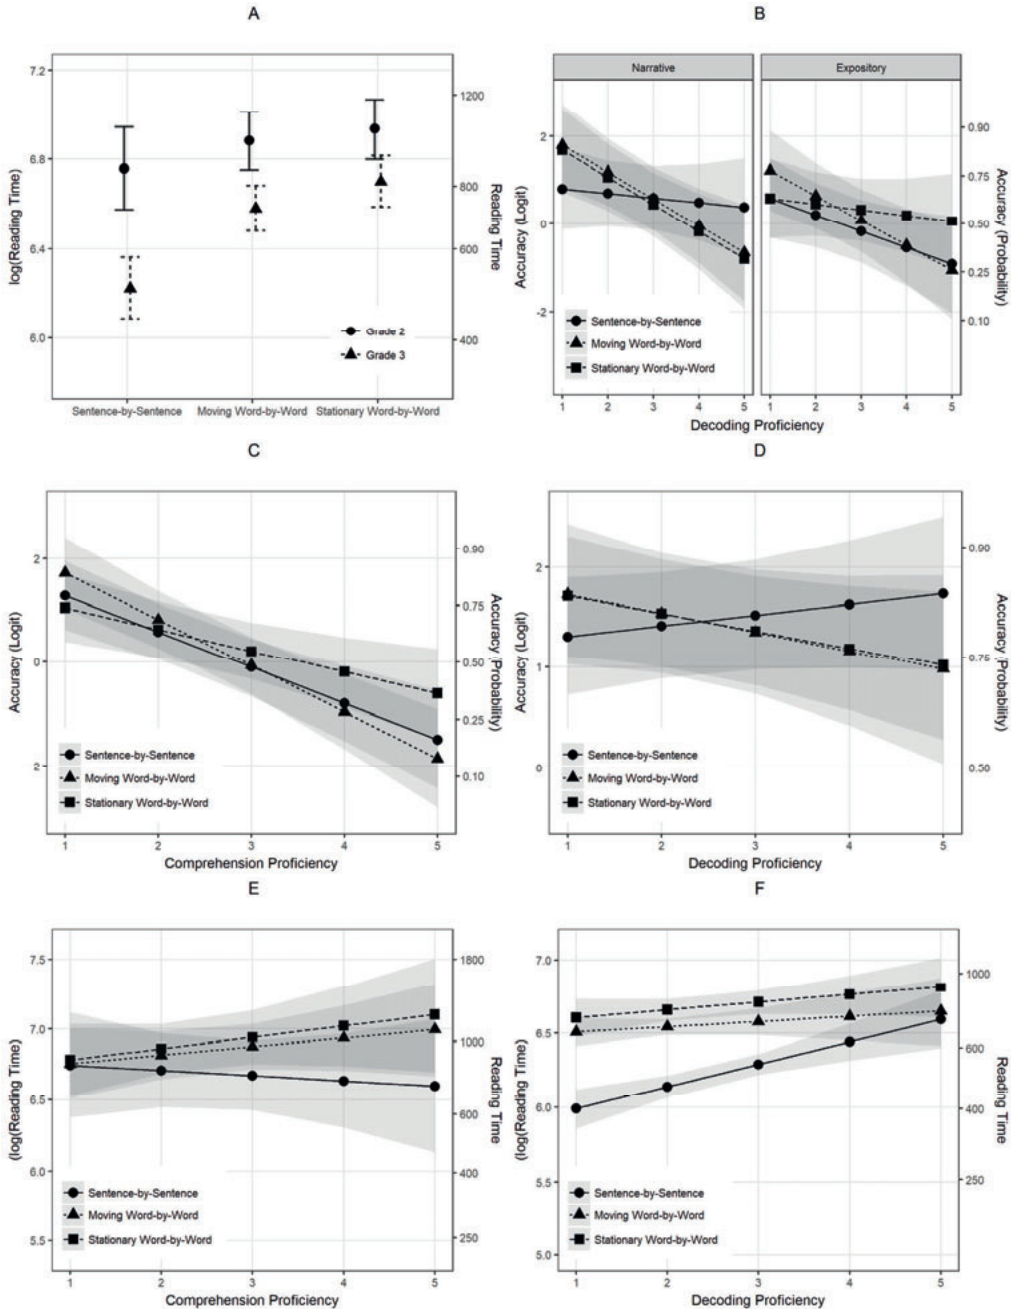 A
7.2
6.8
6.4
6.0
log(Reading Time)
1200
800
600
400
Reading Time
Grade 2
Grade 3
Sentence-by-Sentence
Moving Word-by-Word
Stationary Word-by-Word
B
Narrative
Expository
2
0
-2
Accuracy (Logit)
0.90
0.75
0.50
0.25
0.10
Accuracy (Probability)
Sentence-by-Sentence
Moving Word-by-Word
Stationary Word-by-Word
1 2 3 4 5
1 2 3 4 5
Decoding Proficiency
C
2
0
2
Accuracy (Logit)
0.90
0.75
0.50
0.25
0.10
Accuracy Probability)
Sentence-by-Sentence
Moving Word-by-Word
Stationary Word-by-Word
1 2 3 4 5
Comprehension Proficiency
D
2
1
0
Accuracy (Logit)
0.90
0.75
0.50
Accuracy Probability)
Sentence-by-Sentence
Moving Word-by-Word
Stationary Word-by-Word
1 2 3 4 5
Decoding Proficiency
E
7.5
7.0
6.5
6.0
5.5
(log(Reading Time)
1800
1000
600
400
250
Reading Time
Sentence-by-Sentence
Moving Word-by-Word
Stationary Word-by-Word
1 2 3 4 5
Comprehension Proficiency
F
7.0
6.5
6.0
5.5
5.0
(log(Reading Time)
1000
600
400
250
Reading Time
Sentence-by-Sentence
Moving Word-by-Word
Stationary Word-by-Word
1 2 3 4 5
Decoding Proficiency